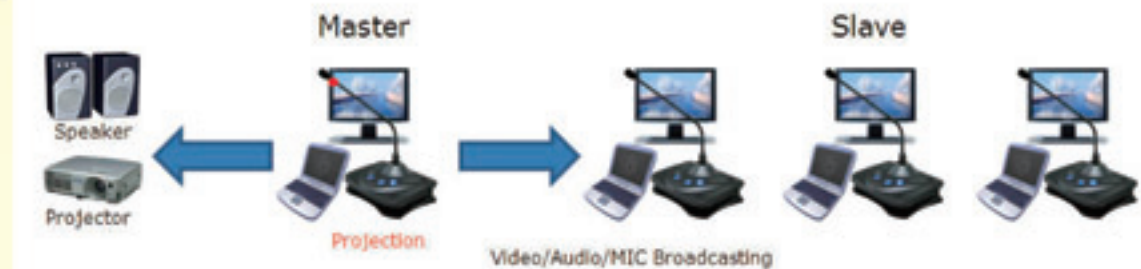 Master
Slave
Speaker
Projector
Projection
Video/Audio/MIC Broadcasting